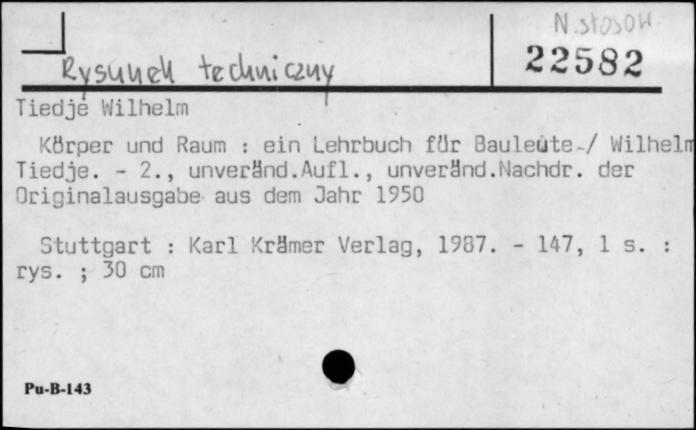 N. stosow.
22582
Rysunek techniczny
Tiedje Wilhelm
Körper und Raum : ein Lehrbuch für Bauleute / Wilhelm
Tiedje. - 2., unveränd.Aufl., unveränd.Nachdr. der
Originalausgabe aus dem Jahr 1950
Stuttgart : Karl Krämer Verlag, 1987. - 147, 1 s. :
rys. ; 30 cm
Pu-B-143